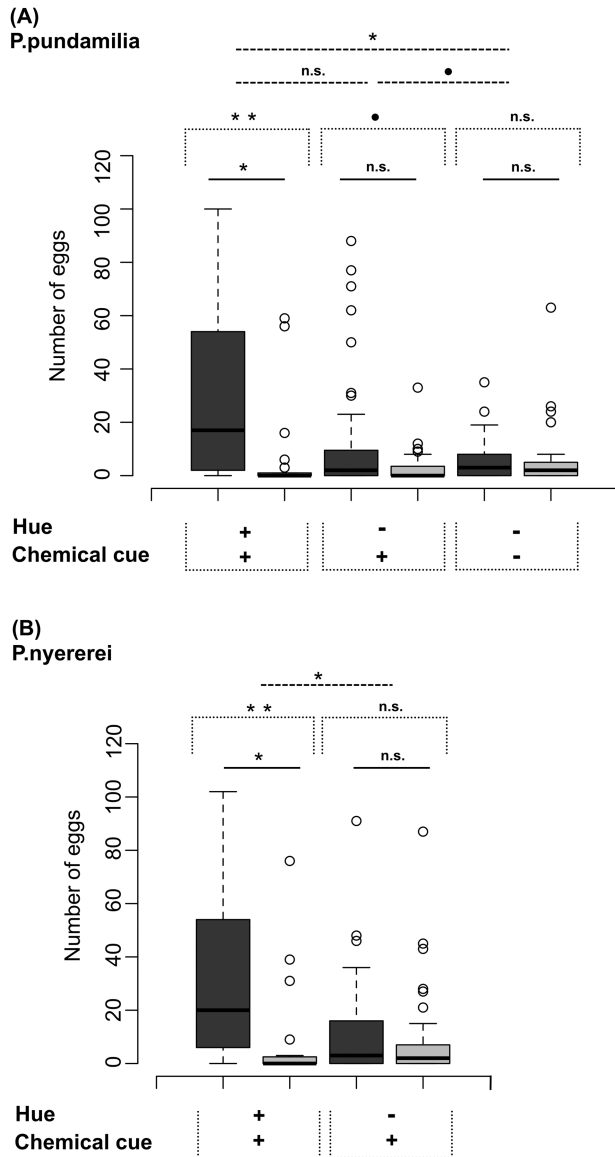 (A)
P.pundamilia
*
n.s. •
* * • n.s.
* n.s. n.s.
120
100
80
60
40
20
0
Number of eggs
Hue + - -
Chemical cue + + -
(B)
P.nyererei
*
* * n.s.
* n.s.
120
100
80
60
40
20
0
Number of eggs
Hue + -
Chemical cue + +